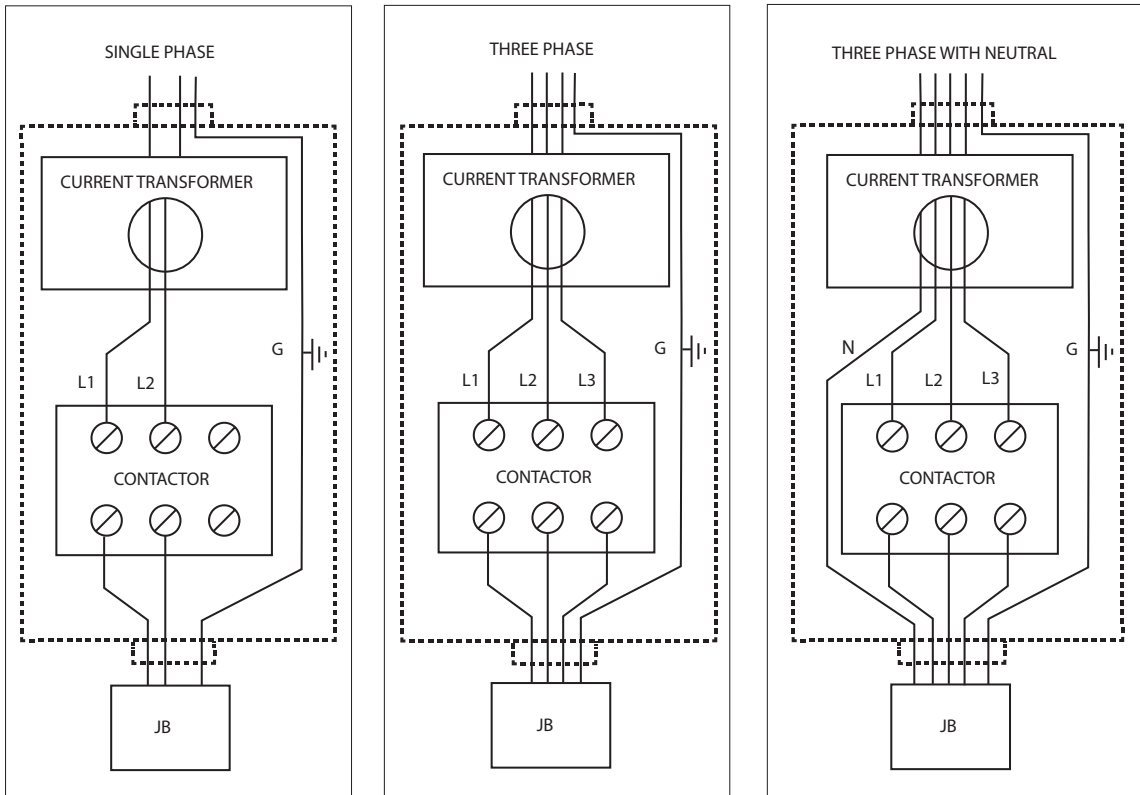 SINGLE PHASE
CURRENT TRANSFORMER
G
L1 L2
CONTACTOR
JB
THREE PHASE
CURRENT TRANSFORMER
G
L1 L2 L3
CONTACTOR
JB
THREE PHASE WITH NEUTRAL
CURRENT TRANSFORMER
N G
L1 L2 L3
CONTACTOR
JB